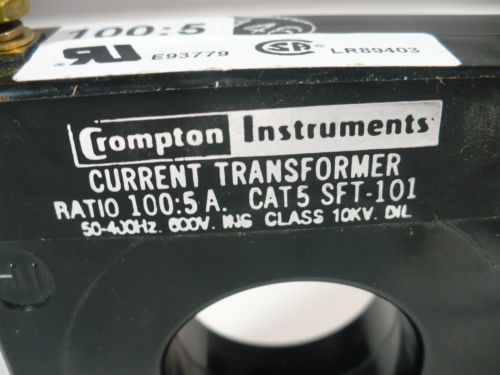 100:5
E93779 LR89403
Crompton Instruments
CURRENT TRANSFORMER
RATIO 100:5 A. CAT5 SFT-101
50-400Hz. 600V. INS CLASS 10KV. DIL